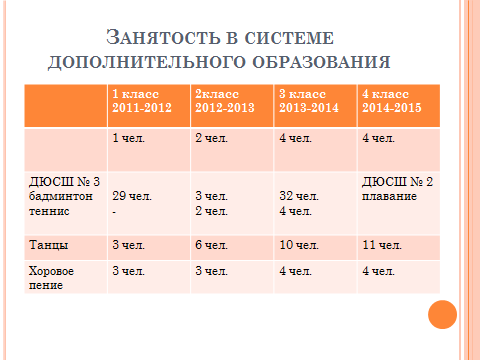 Занятость в системе
дополнительного образования
1 класс 2011-2012 2класс 2012-2013 3 класс 2013-2014 4 класс 2014-2015
1 чел. 2 чел. 4 чел. 4 чел.
ДЮСШ № 3 ДЮСШ № 2
бадминтон 29 чел. 3 чел. 32 чел. плавание
теннис - 2 чел. 4 чел.
Танцы 3 чел. 6 чел. 10 чел. 11 чел.
Хоровое 3 чел. 3 чел. 4 чел. 4 чел.
пение